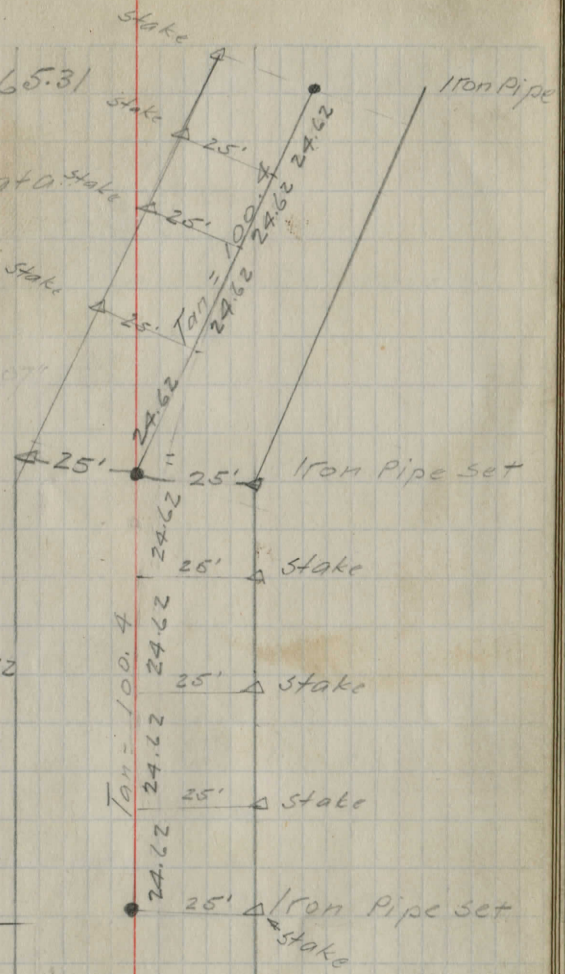 stake
65.31
Iron Pipe
stake
25'
24.62
at a stake
25'
24.62
Tan = 100.4
stake
25'
24.62
07"
24.62
25'
"
25'
Iron Pipe set
24.62
25'
stake
24.62
25'
stake
Tan = 100.4
24.62
25'
stake
24.62
25'
Iron Pipe set
stake